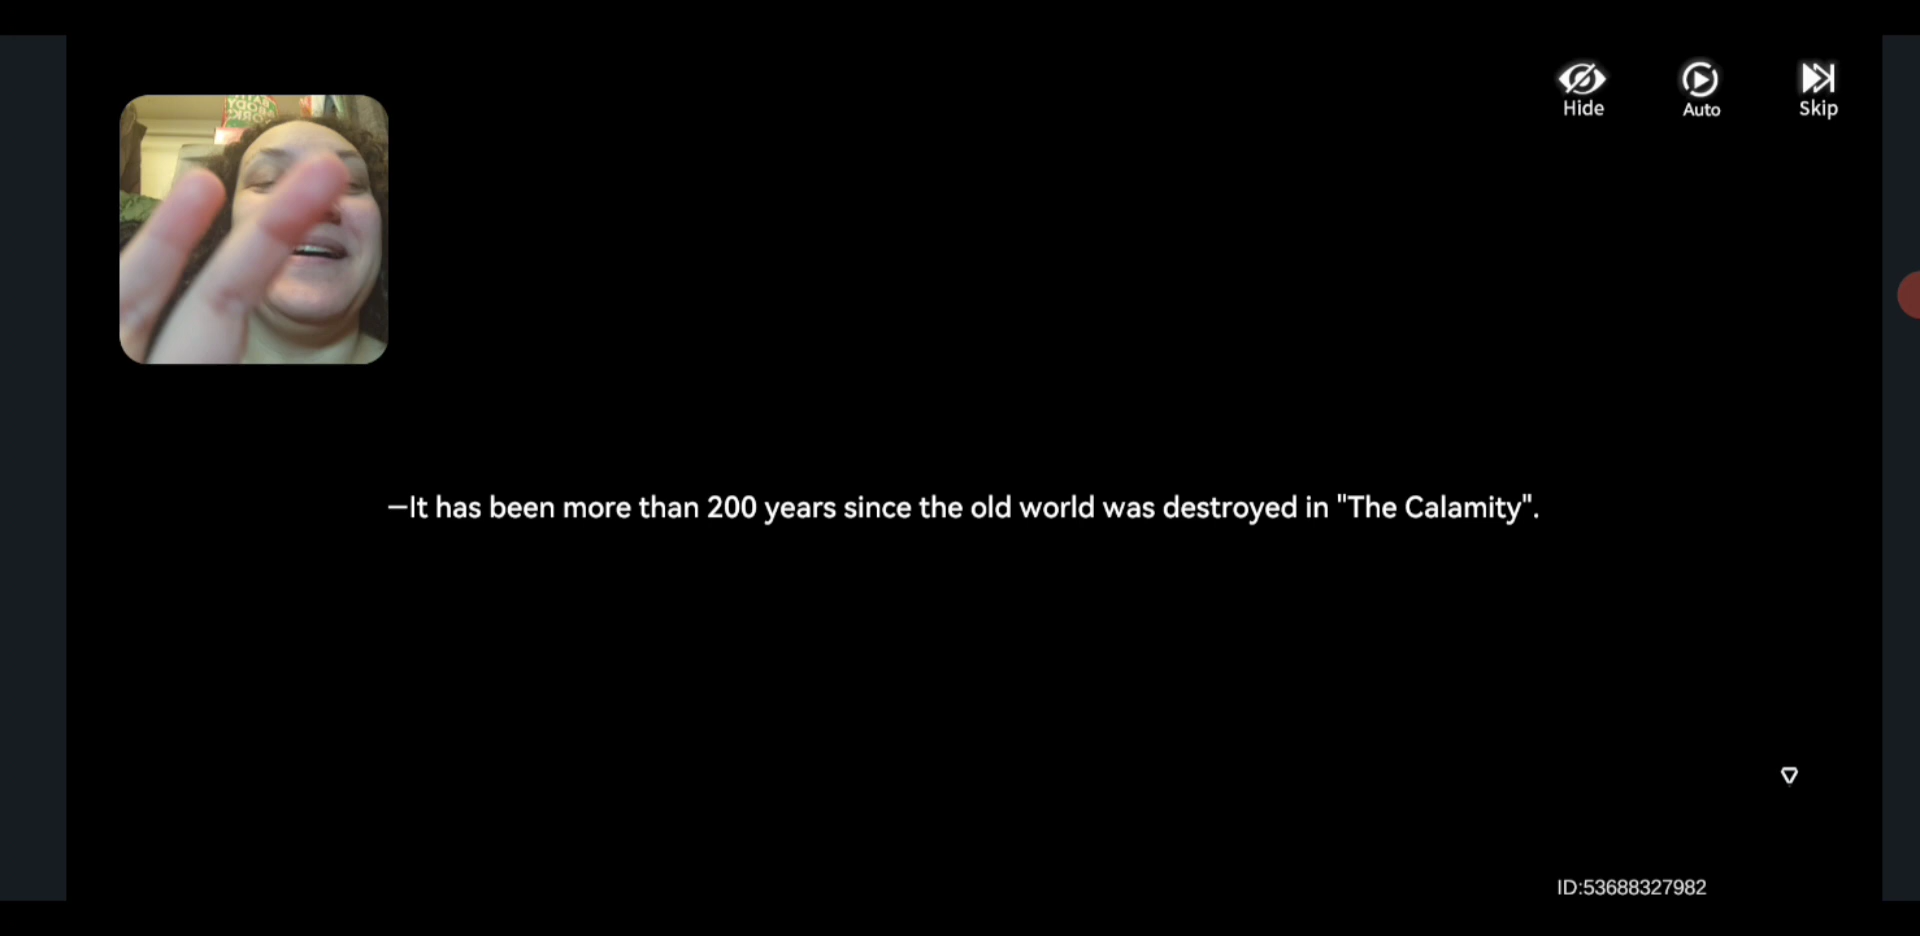 Hide
Auto
Skip
—It has been more than 200 years since the old world was destroyed in "The Calamity".
ID:53688327982